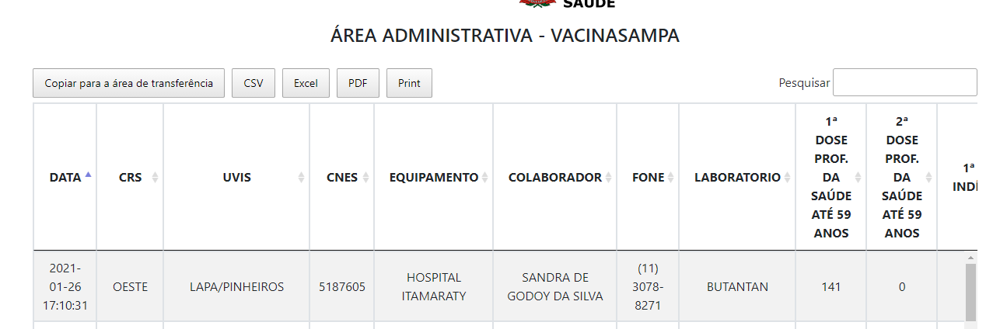 SAÚDE
ÁREA ADMINISTRATIVA - VACINASAMPA
Copiar para a área de transferência
CSV
Excel
PDF
Print
Pesquisar
DATA
CRS
UVIS
CNES
EQUIPAMENTO
COLABORADOR
FONE
LABORATORIO
1ª
DOSE
PROF.
DA
SAÚDE
ATÉ 59
ANOS
2ª
DOSE
PROF.
DA
SAÚDE
ATÉ 59
ANOS
1ª
2021-
01-26
17:10:31
OESTE
LAPA/PINHEIROS
5187605
HOSPITAL
ITAMARATY
SANDRA DE
GODOY DA SILVA
(11)
3078-
8271
BUTANTAN
141
0